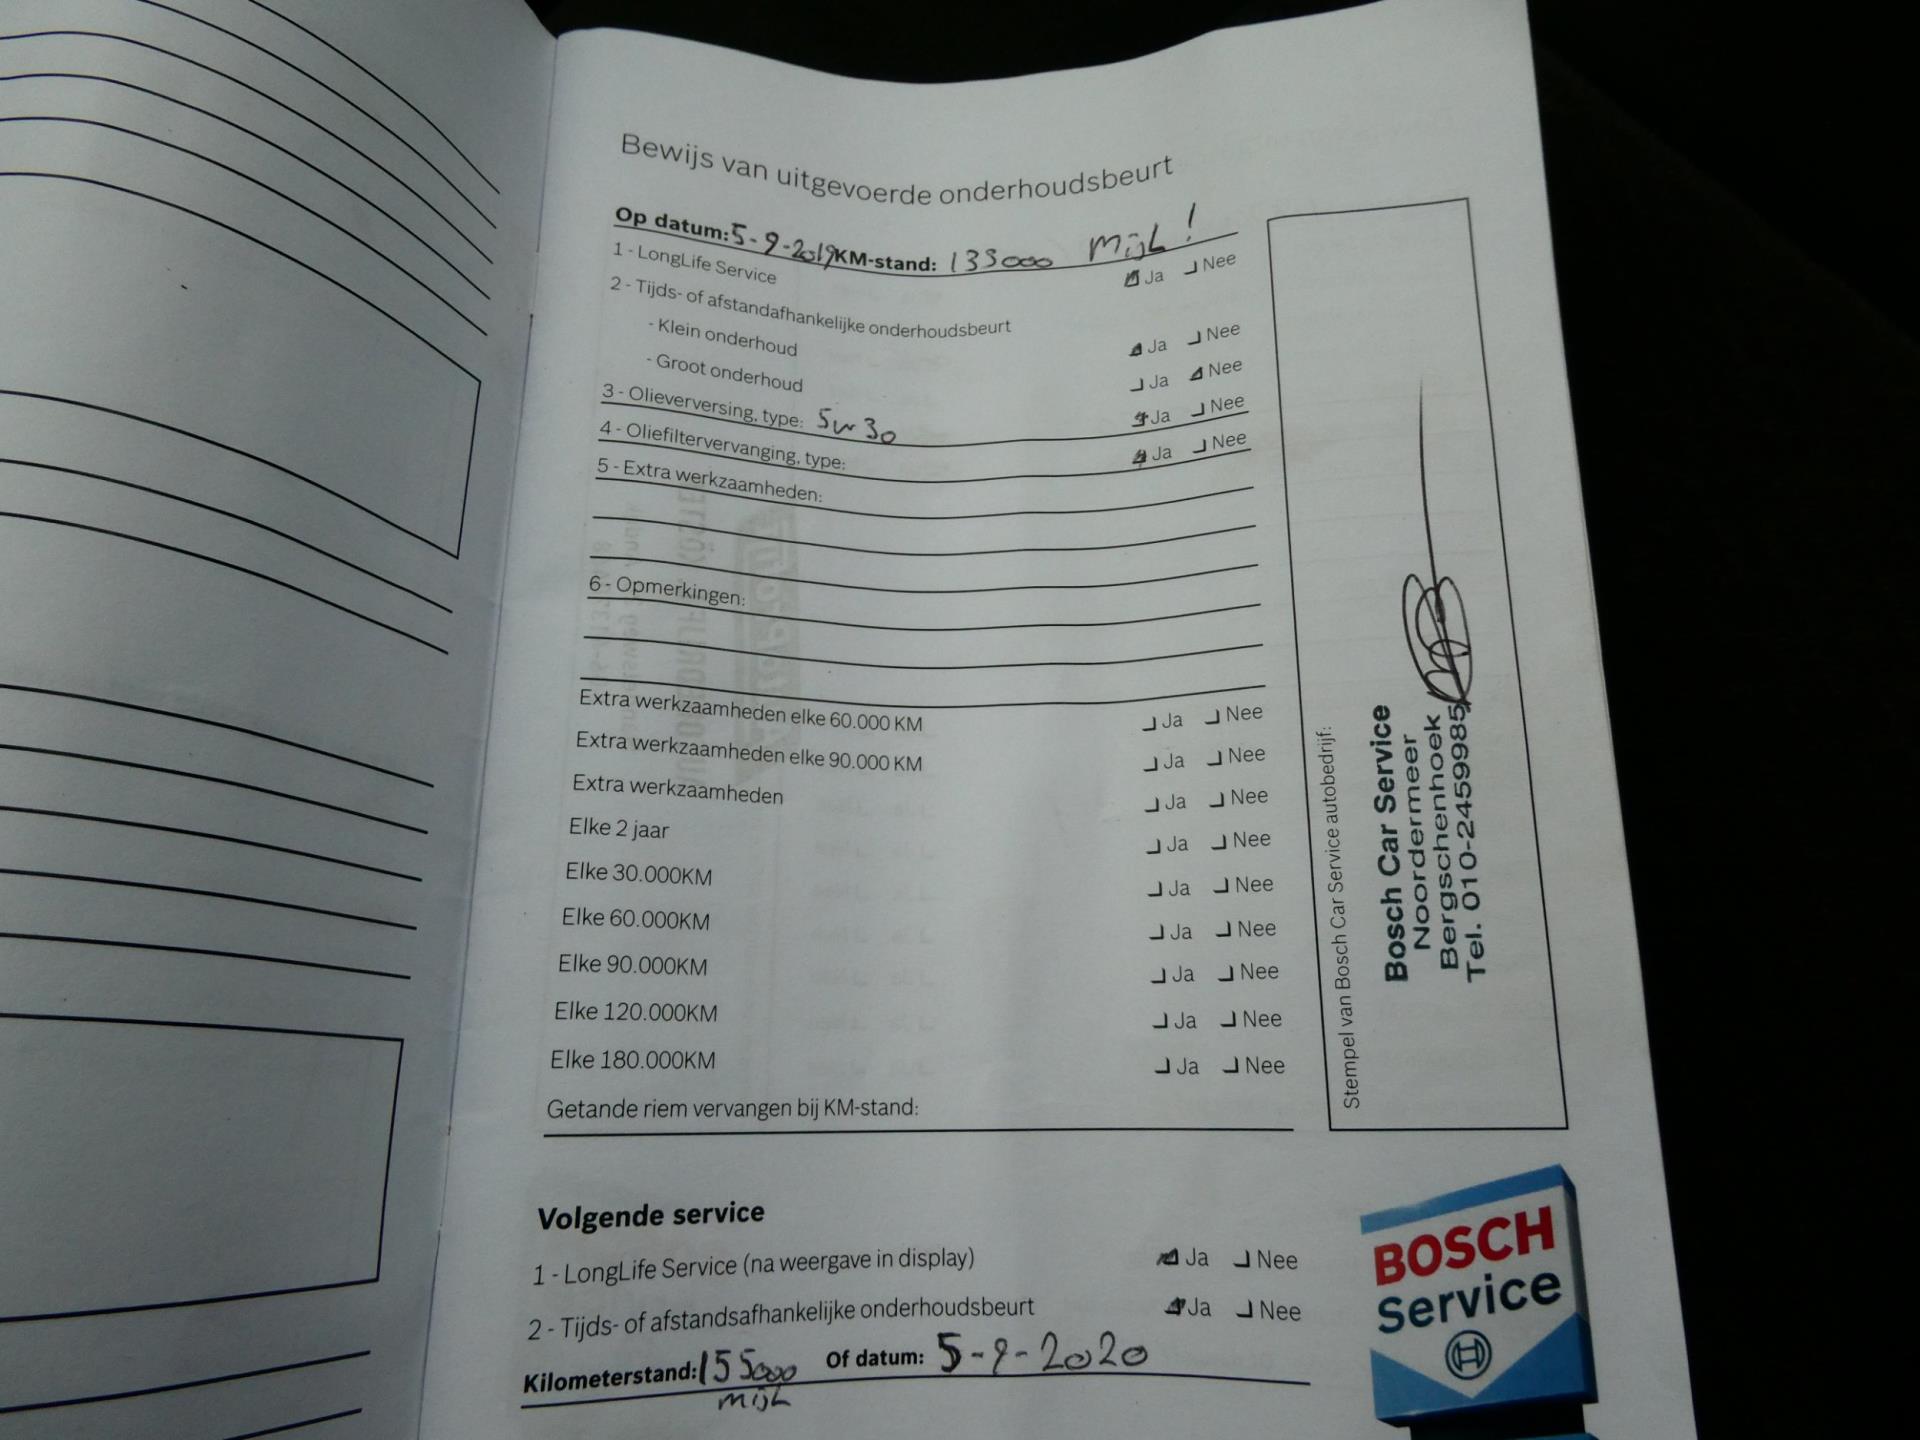 Bewijs van uitgevoerde onderhoudsbeurt
Op datum: 5-9-2019 KM-stand: 135000 Mijl!
1 - LongLife Service Ja Nee
2 - Tijds- of afstandafhankelijke onderhoudsbeurt
- Klein onderhoud Ja Nee
- Groot onderhoud Ja Nee
3 - Olieverversing, type: 5w30 Ja Nee
4 - Oliefiltervervanging, type: Ja Nee
5 - Extra werkzaamheden:
6 - Opmerkingen:
Extra werkzaamheden elke 60.000 KM Ja Nee
Extra werkzaamheden elke 90.000 KM Ja Nee
Extra werkzaamheden Ja Nee
Elke 2 jaar Ja Nee
Elke 30.000KM Ja Nee
Elke 60.000KM Ja Nee
Elke 90.000KM Ja Nee
Elke 120.000KM Ja Nee
Elke 180.000KM Ja Nee
Getande riem vervangen bij KM-stand:
Stempel van Bosch Car Service autobedrijf:
Bosch Car Service
Noordermeer
Bergschenhoek
Tel. 010-2459985
Volgende service
1 - LongLife Service (na weergave in display) Ja Nee
2 - Tijds- of afstandsafhankelijke onderhoudsbeurt Ja Nee
Kilometerstand: 155000 Of datum: 5-9-2020
mijl
BOSCH
Service